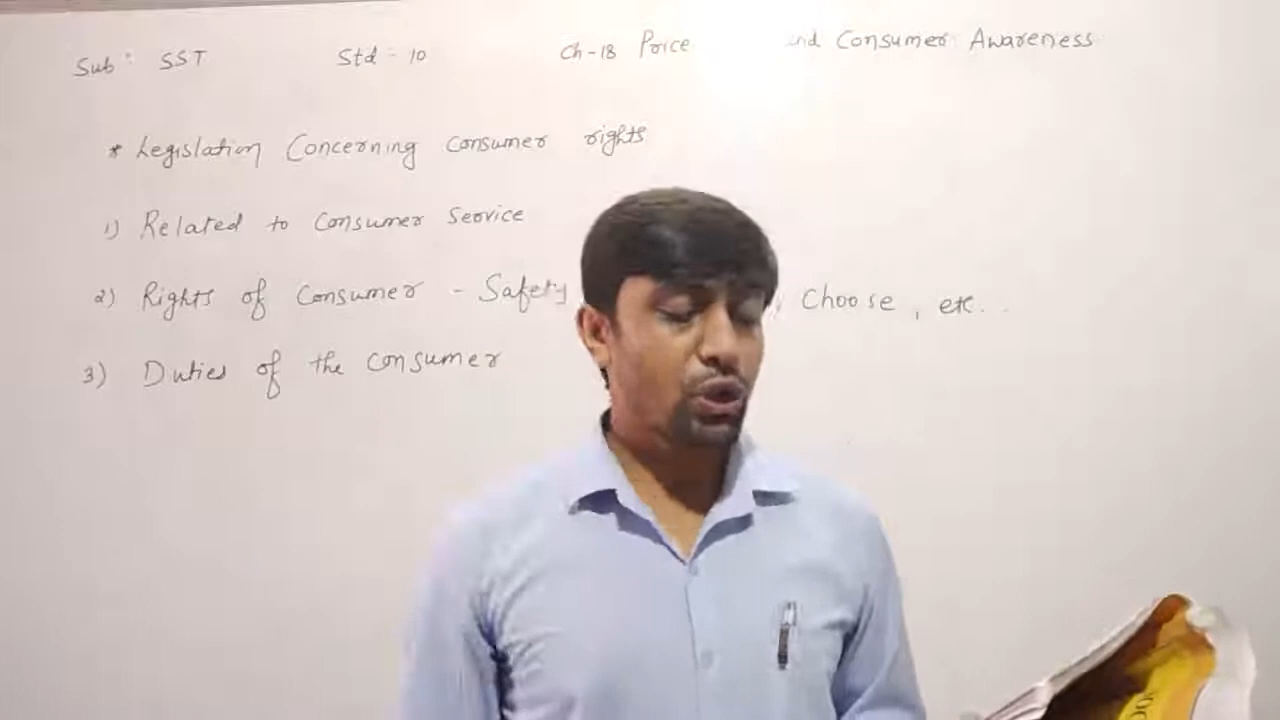 Sub: SST Std - 10 Ch-18 Price and Consumer Awareness
* Legislation Concerning Consumer rights
1) Related to Consumer Service
2) Rights of Consumer - Safety , Choose, etc..
3) Duties of the Consumer